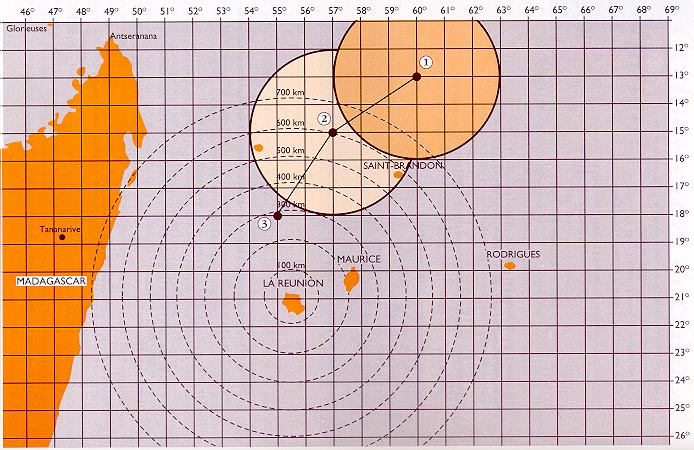 46° 47° 48° 49° 50° 51° 52° 53° 54° 55° 56° 57° 58° 59° 60° 61° 62° 63° 64° 65° 66° 67° 68° 69°
Glorieuses
Antseranana
12°
1
13°
14°
700 km
2
600 km
15°
500 km
16°
SAINT-BRANDON
400 km
17°
300 km
18°
3
Tananarive
19°
100 km
MAURICE
RODRIGUES
20°
MADAGASCAR
LA REUNION
21°
22°
23°
24°
25°
26°